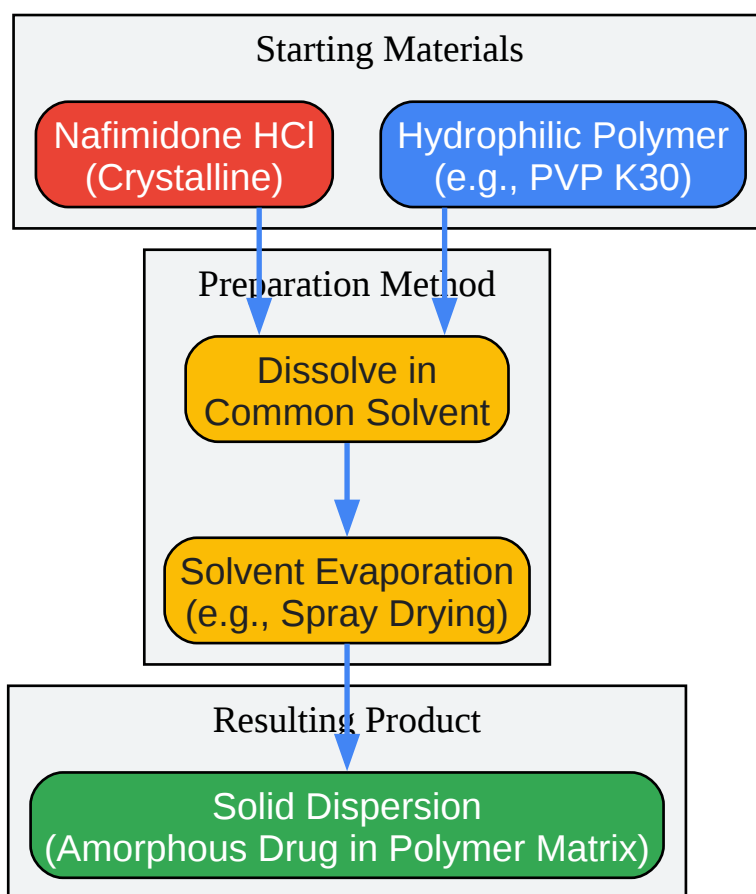 Starting Materials
Nafimidone HCl
(Crystalline)
Hydrophilic Polymer
(e.g., PVP K30)
Preparation Method
Dissolve in
Common Solvent
Solvent Evaporation
(e.g., Spray Drying)
Resulting Product
Solid Dispersion
(Amorphous Drug in Polymer Matrix)